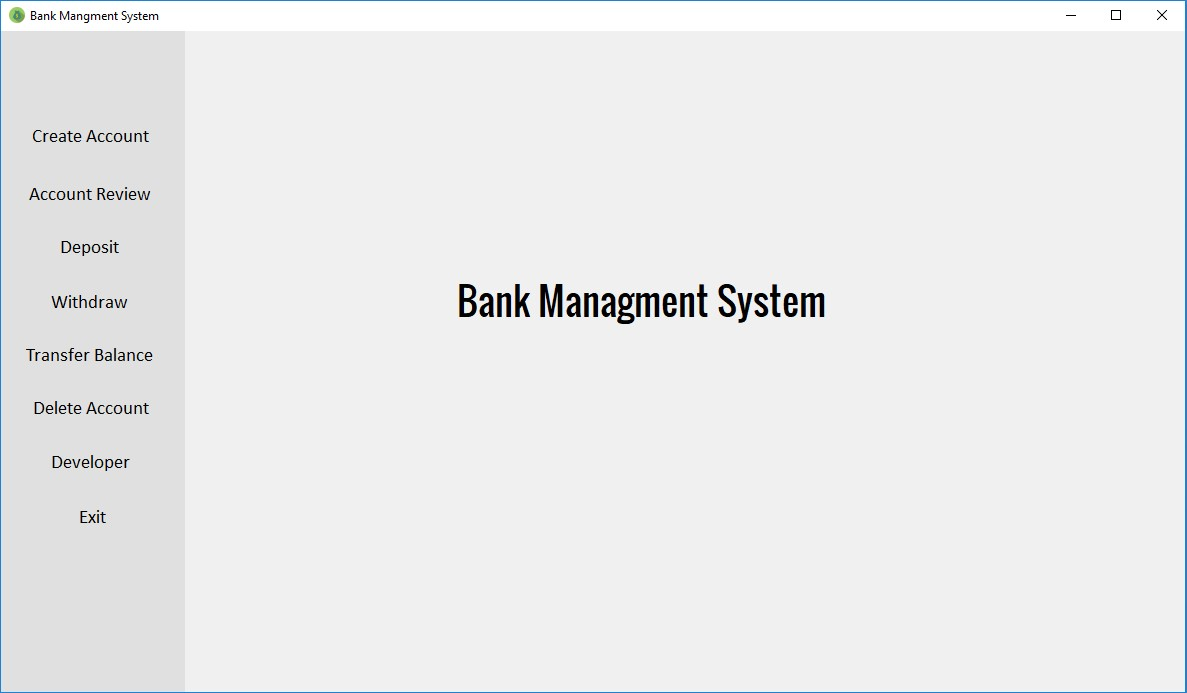 Bank Mangment System
Create Account
Account Review
Deposit
Withdraw
Transfer Balance
Delete Account
Developer
Exit
Bank Managment System